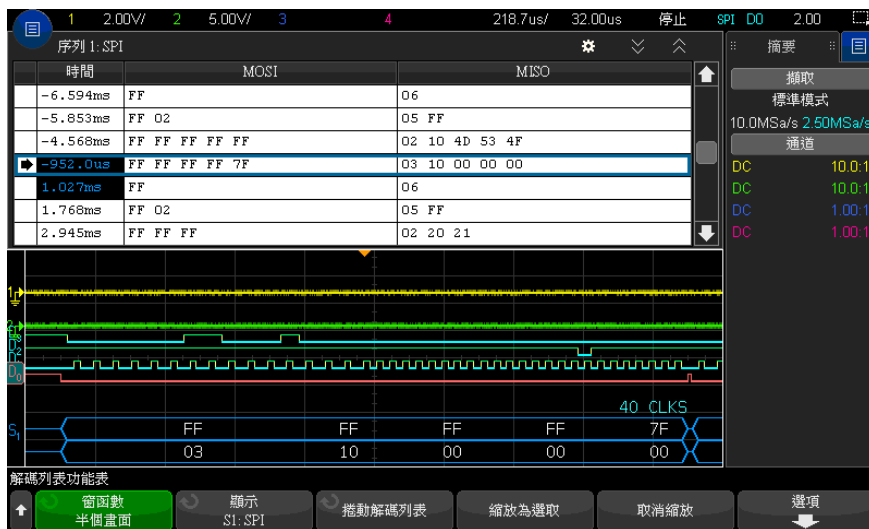 1 2.00V/ 2 5.00V/ 3 4 218.7us/ 32.00us 停止 SPI D0 2.00
序列 1: SPI
時間 MOSI MISO
-6.594ms FF 06
-5.853ms FF 02 05 FF
-4.568ms FF FF FF FF FF 02 10 4D 53 4F
-952.0us FF FF FF FF 7F 03 10 00 00 00
1.027ms FF 06
1.768ms FF 02 05 FF
2.945ms FF FF FF 02 20 21
摘要
擷取
標準模式
10.0MSa/s 2.50MSa/s
通道
DC 10.0:1
DC 10.0:1
DC 1.00:1
DC 1.00:1
1
2
D2
D0
40 CLKS
S1
FF FF FF FF 7F
03 10 00 00 00
解碼列表功能表
窗函數
半個畫面
顯示
S1: SPI
捲動解碼列表
縮放為選取
取消縮放
選項